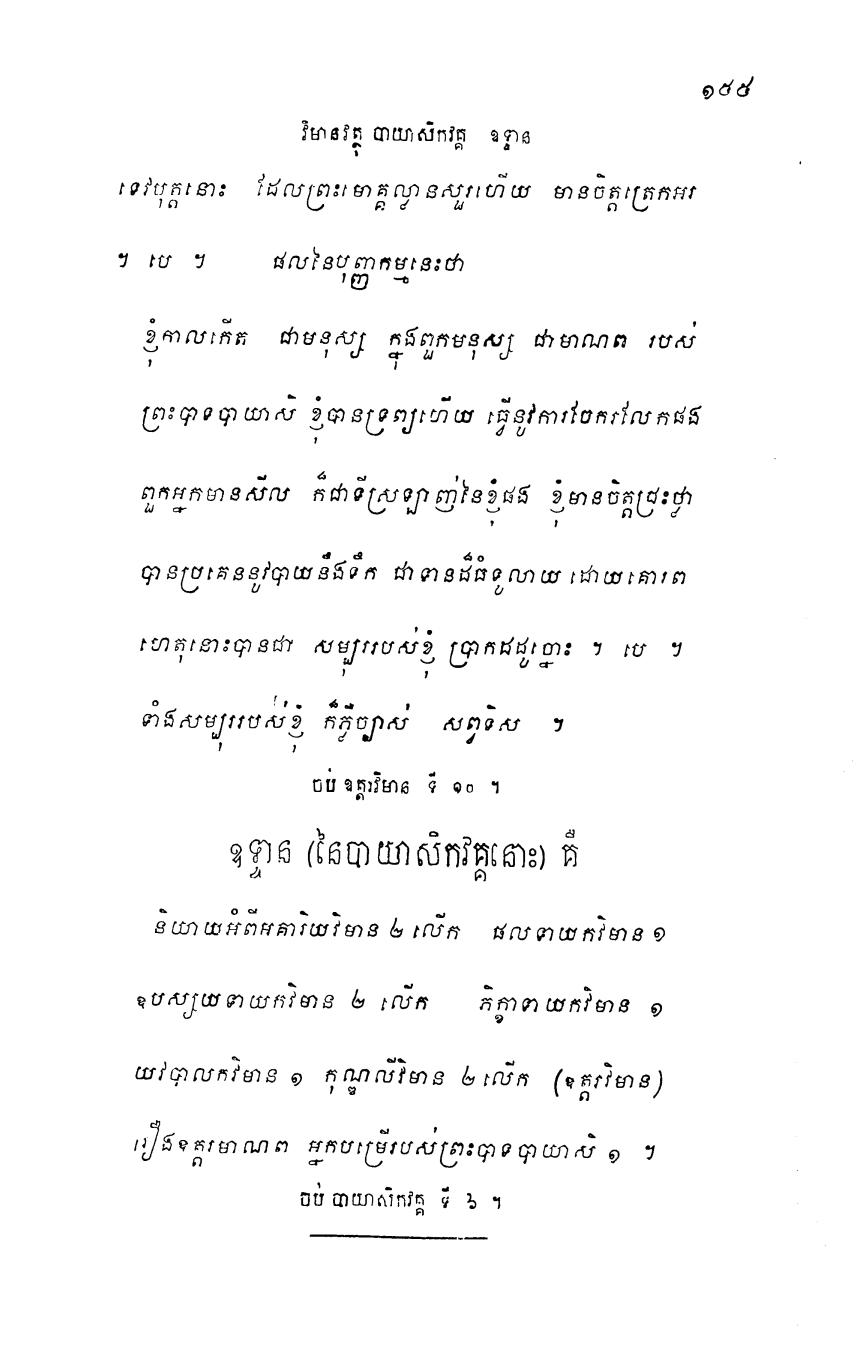 ១៥៥
វិមានវត្ថុ បាយាសិកវគ្គ ឧទ្ទាន
ទេវបុត្តនោះ ដែលព្រះមោគ្គល្លានសួរហើយ មានចិត្តត្រេកអរ
។ បេ ។ ផលនៃបុញ្ញកម្មនេះថា
ខ្ញុំកាលកើត ជាមនុស្ស ក្នុងពួកមនុស្ស ជាមាណព របស់
ព្រះបាទបាយាសិ ខ្ញុំបានទ្រព្យហើយ ធ្វើនូវការចែករលែកផង
ពួកអ្នកមានសីល ក៏ជាទីស្រឡាញ់នៃខ្ញុំផង ខ្ញុំមានចិត្តជ្រះថ្លា
បានប្រគេននូវបាយនឹងទឹក ជាទានដ៏ធំទូលាយ ដោយគោរព
ហេតុនោះបានជា សម្បុររបស់ខ្ញុំ ប្រាកដដូច្នោះ ។ បេ ។
ទាំងសម្បុររបស់ខ្ញុំ ក៏ភ្លឺច្បាស់ សព្វទិស ។
ចប់ ឧត្តរវិមាន ទី ១០ ។
ឧទ្ទាន (នៃបាយាសិកវគ្គនោះ) គឺ
និយាយអំពីអគារិយវិមាន ២ លើក ផលទាយកវិមាន ១
ឧបស្សយទាយកវិមាន ២ លើក ភិក្ខាទាយកវិមាន ១
យវបាលកវិមាន ១ កុណ្ឌលីវិមាន ២ លើក (ឧត្តរវិមាន)
រឿងឧត្តរមាណព អ្នកបម្រើរបស់ព្រះបាទបាយាសិ ១ ។
ចប់ បាយាសិកវគ្គ ទី ៦ ។